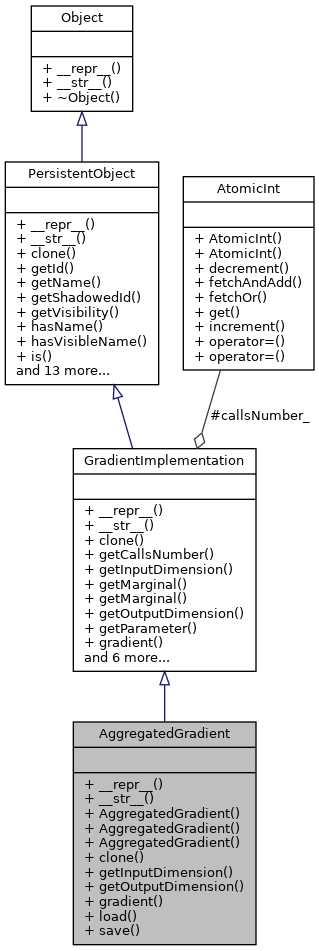 Object
+ __repr__()
+ __str__()
+ ~Object()
PersistentObject
+ __repr__()
+ __str__()
+ clone()
+ getId()
+ getName()
+ getShadowedId()
+ getVisibility()
+ hasName()
+ hasVisibleName()
+ is()
and 13 more...
AtomicInt
+ AtomicInt()
+ AtomicInt()
+ decrement()
+ fetchAndAdd()
+ fetchOr()
+ get()
+ increment()
+ operator=()
+ operator=()
#callsNumber_
GradientImplementation
+ __repr__()
+ __str__()
+ clone()
+ getCallsNumber()
+ getInputDimension()
+ getMarginal()
+ getMarginal()
+ getOutputDimension()
+ getParameter()
+ gradient()
and 6 more...
AggregatedGradient
+ __repr__()
+ __str__()
+ AggregatedGradient()
+ AggregatedGradient()
+ AggregatedGradient()
+ clone()
+ getInputDimension()
+ getOutputDimension()
+ gradient()
+ load()
+ save()